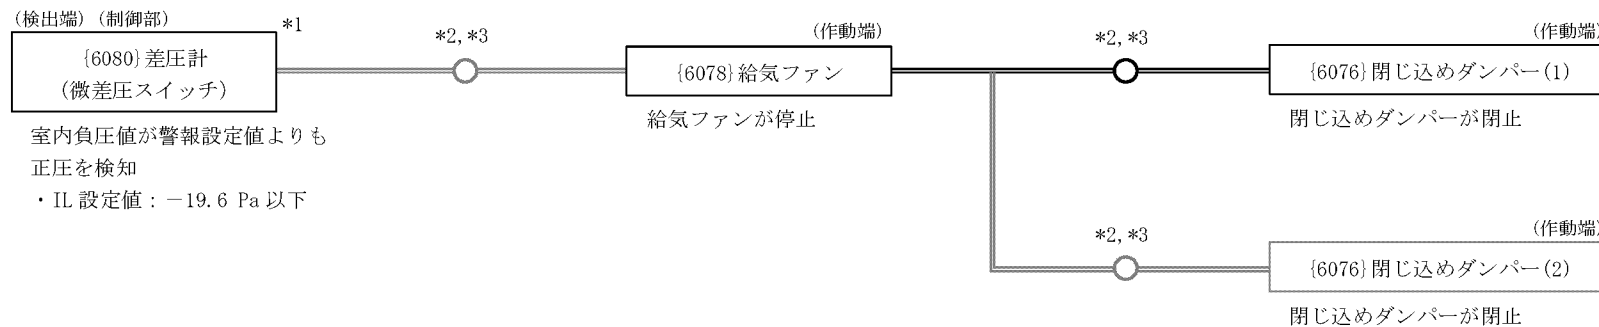 (検出端) (制御部)
*1
{6080}差圧計
(微差圧スイッチ)
室内負圧値が警報設定値よりも
正圧を検知
・IL 設定値：－19.6 Pa 以下
*2, *3
(作動端)
{6078}給気ファン
給気ファンが停止
*2, *3
(作動端)
{6076}閉じ込めダンパー(1)
閉じ込めダンパーが閉止
*2, *3
(作動端)
{6076}閉じ込めダンパー(2)
閉じ込めダンパーが閉止